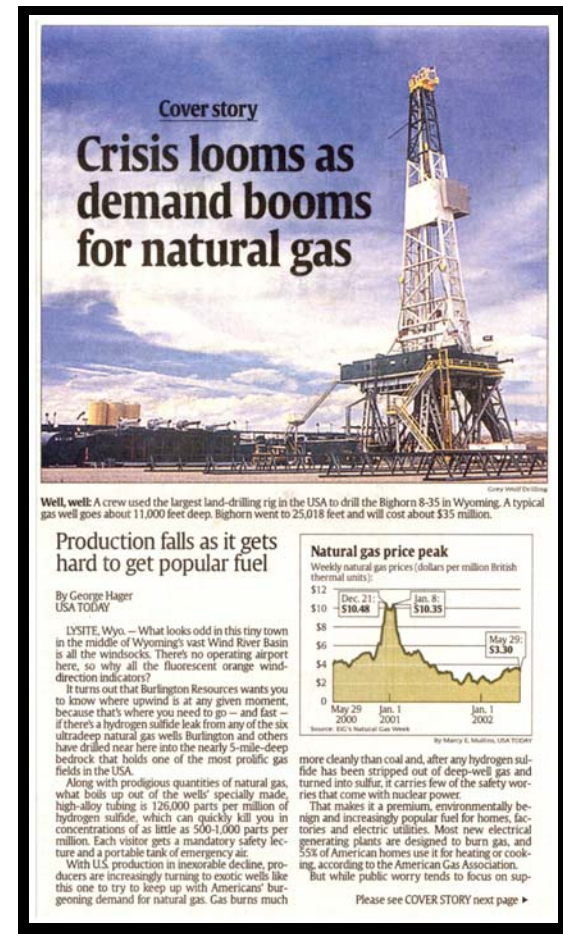 Cover story
Crisis looms as
demand booms
for natural gas
Grey Wolf Drilling
Well, well: A crew used the largest land-drilling rig in the USA to drill the Bighorn 8-35 in Wyoming. A typical
gas well goes about 11,000 feet deep. Bighorn went to 25,018 feet and will cost about $35 million.
Production falls as it gets
hard to get popular fuel
By George Hager
USA TODAY
LYSITE, Wyo. — What looks odd in this tiny town
in the middle of Wyoming's vast Wind River Basin
is all the windsocks. There's no operating airport
here, so why all the fluorescent orange wind-
direction indicators?
It turns out that Burlington Resources wants you
to know where upwind is at any given moment,
because that's where you need to go — and fast —
if there's a hydrogen sulfide leak from any of the six
ultradeep natural gas wells Burlington and others
have drilled near here into the nearly 5-mile-deep
bedrock that holds one of the most prolific gas
fields in the USA.
Along with prodigious quantities of natural gas,
what boils up out of the wells' specially made,
high-alloy tubing is 126,000 parts per million of
hydrogen sulfide, which can quickly kill you in
concentrations of as little as 500-1,000 parts per
million. Each visitor gets a mandatory safety lec-
ture and a portable tank of emergency air.
With U.S. production in inexorable decline, pro-
ducers are increasingly turning to exotic wells like
this one to try to keep up with Americans' bur-
geoning demand for natural gas. Gas burns much
Natural gas price peak
Weekly natural gas prices (dollars per million British
thermal units):
$12
$10
$8
$6
$4
$2
0
Dec. 21:
$10.48
Jan. 8:
$10.35
May 29:
$3.30
May 29
2000
Jan. 1
2001
Jan. 1
2002
Source: EIG's Natural Gas Week
By Marcy E. Mullins, USA TODAY
more cleanly than coal and, after any hydrogen sul-
fide has been stripped out of deep-well gas and
turned into sulfur, it carries few of the safety wor-
ries that come with nuclear power.
That makes it a premium, environmentally be-
nign and increasingly popular fuel for homes, fac-
tories and electric utilities. Most new electrical
generating plants are designed to burn gas, and
55% of American homes use it for heating or cook-
ing, according to the American Gas Association.
But while public worry tends to focus on sup-
Please see COVER STORY next page ▶